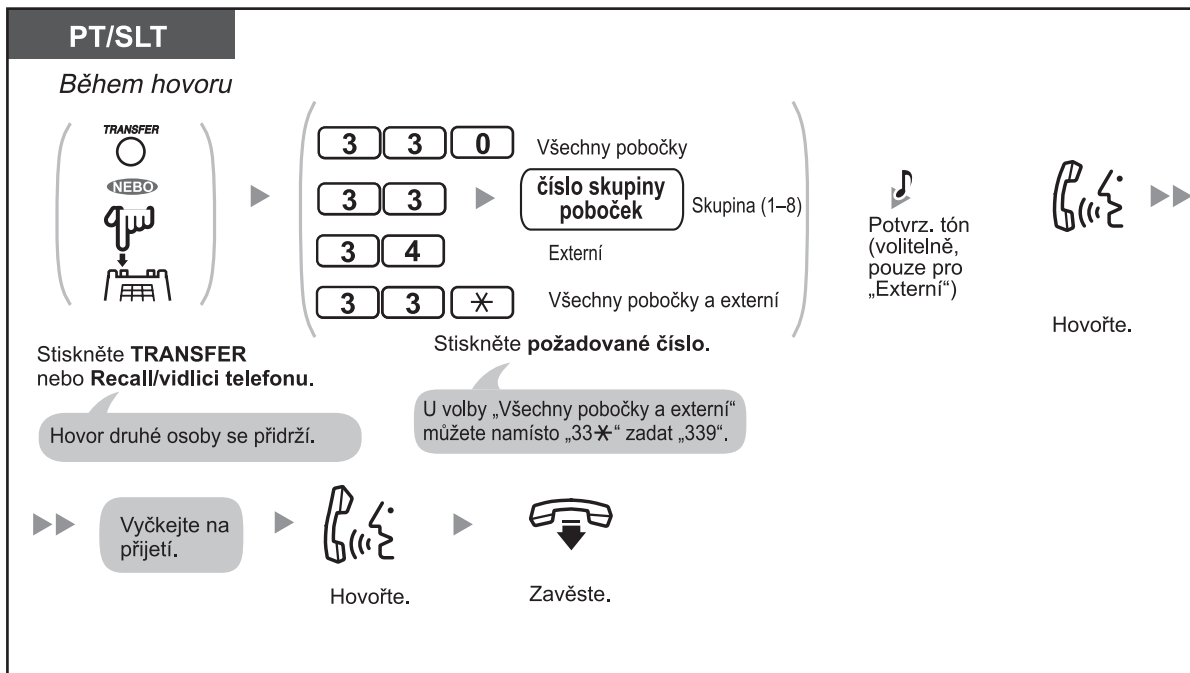 PT/SLT
Během hovoru
TRANSFER
NEBO
Stiskněte TRANSFER
nebo Recall/vidlici telefonu.
Hovor druhé osoby se přidrží.
3 3 0 Všechny pobočky
3 3 číslo skupiny
poboček Skupina (1–8)
3 4 Externí
3 3 ✳ Všechny pobočky a externí
Stiskněte požadované číslo.
U volby „Všechny pobočky a externí“
můžete namísto „33✳“ zadat „339“.
Potvrz. tón
(volitelně,
pouze pro
„Externí“)
Hovořte.
Vyčkejte na
přijetí.
Hovořte.
Zavěste.